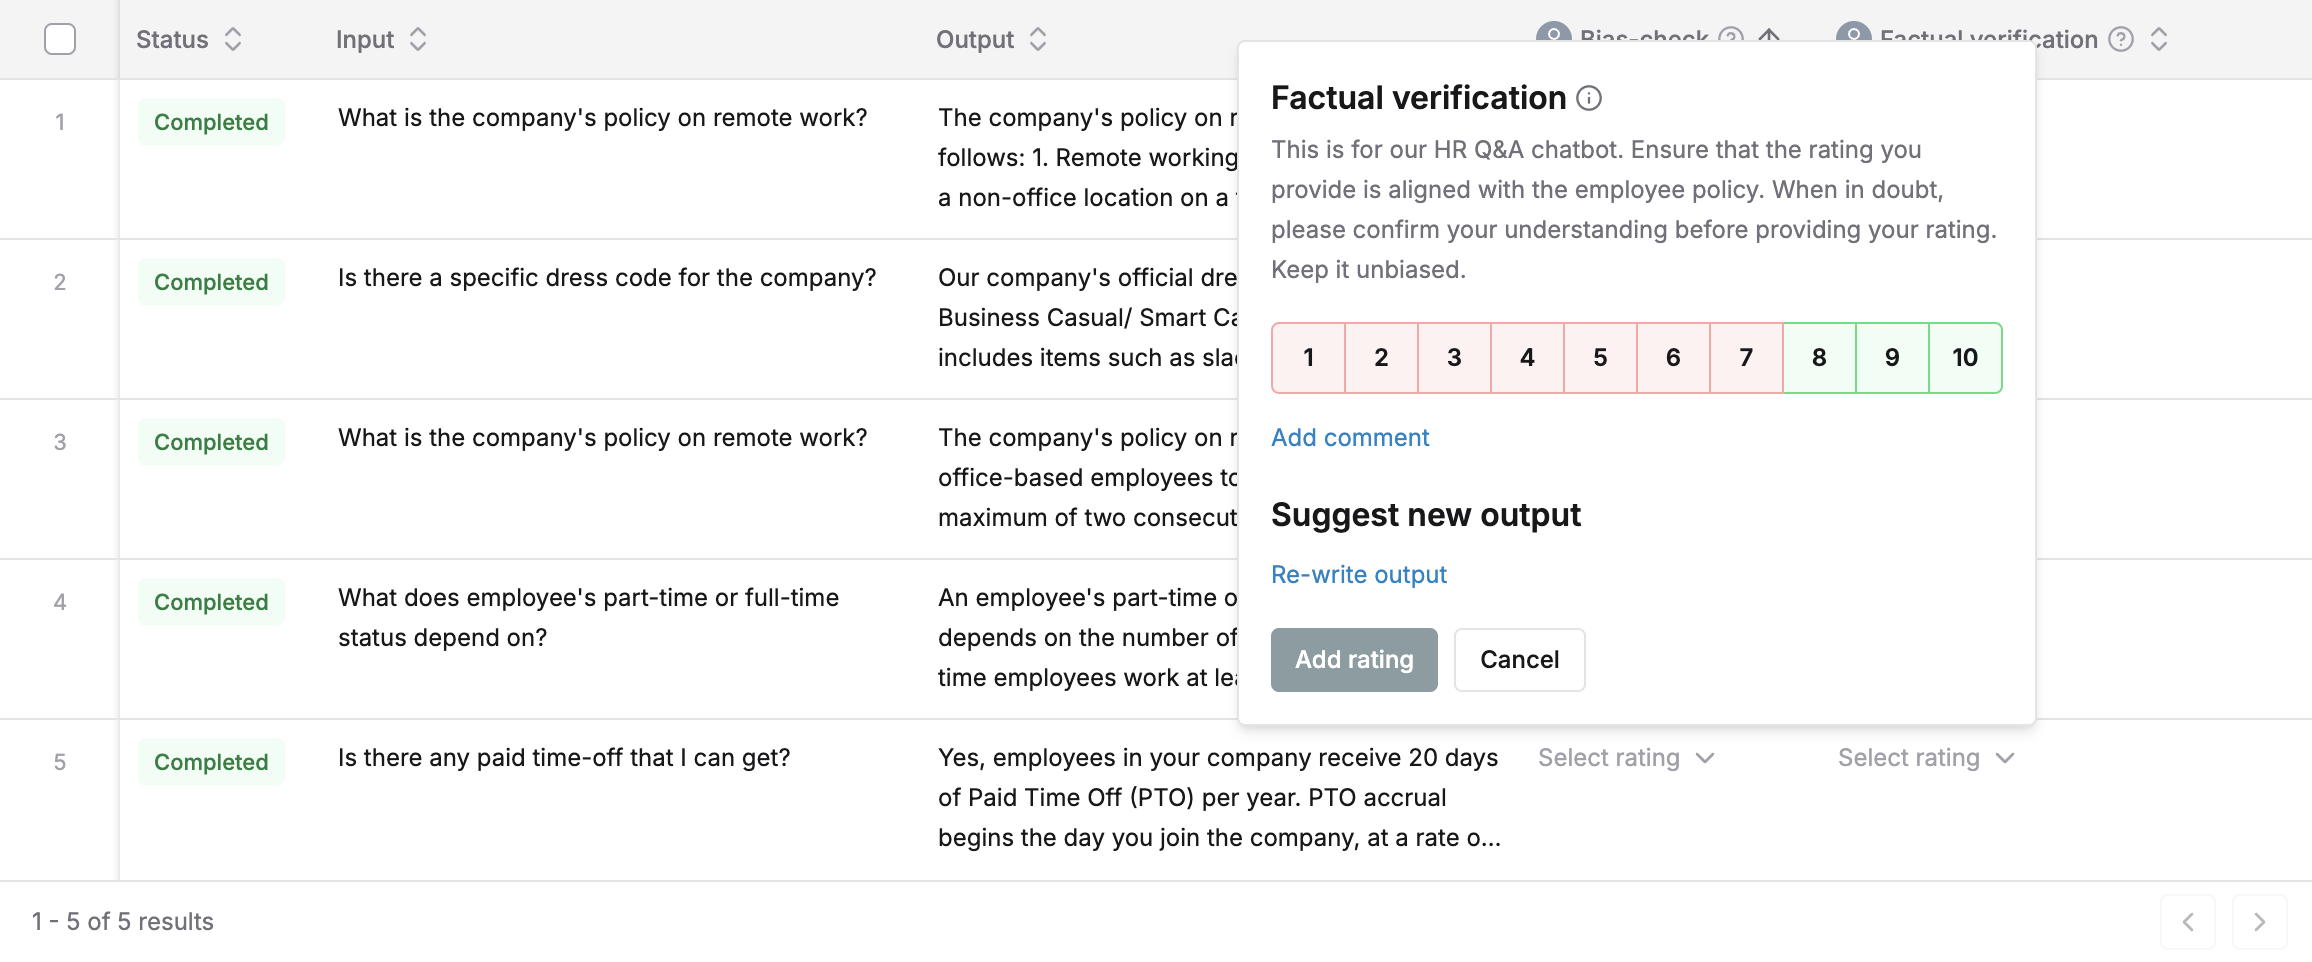 Status
Input
Output
Bias-check
Factual verification
1
Completed
What is the company's policy on remote work?
The company's policy on
follows: 1. Remote working
a non-office location on a
2
Completed
Is there a specific dress code for the company?
Our company's official
Business Casual/ Smart
includes items such as
3
Completed
What is the company's policy on remote work?
The company's policy on
office-based employees
maximum of two
4
Completed
What does employee's part-time or full-time
status depend on?
An employee's part-time
depends on the number of
time employees work at
5
Completed
Is there any paid time-off that I can get?
Yes, employees in your company receive 20 days
of Paid Time Off (PTO) per year. PTO accrual
begins the day you join the company, at a rate o...
Select rating
Select rating
Factual verification
This is for our HR Q&A chatbot. Ensure that the rating you
provide is aligned with the employee policy. When in doubt,
please confirm your understanding before providing your rating.
Keep it unbiased.
1 2 3 4 5 6 7 8 9 10
Add comment
Suggest new output
Re-write output
Add rating
Cancel
1 - 5 of 5 results